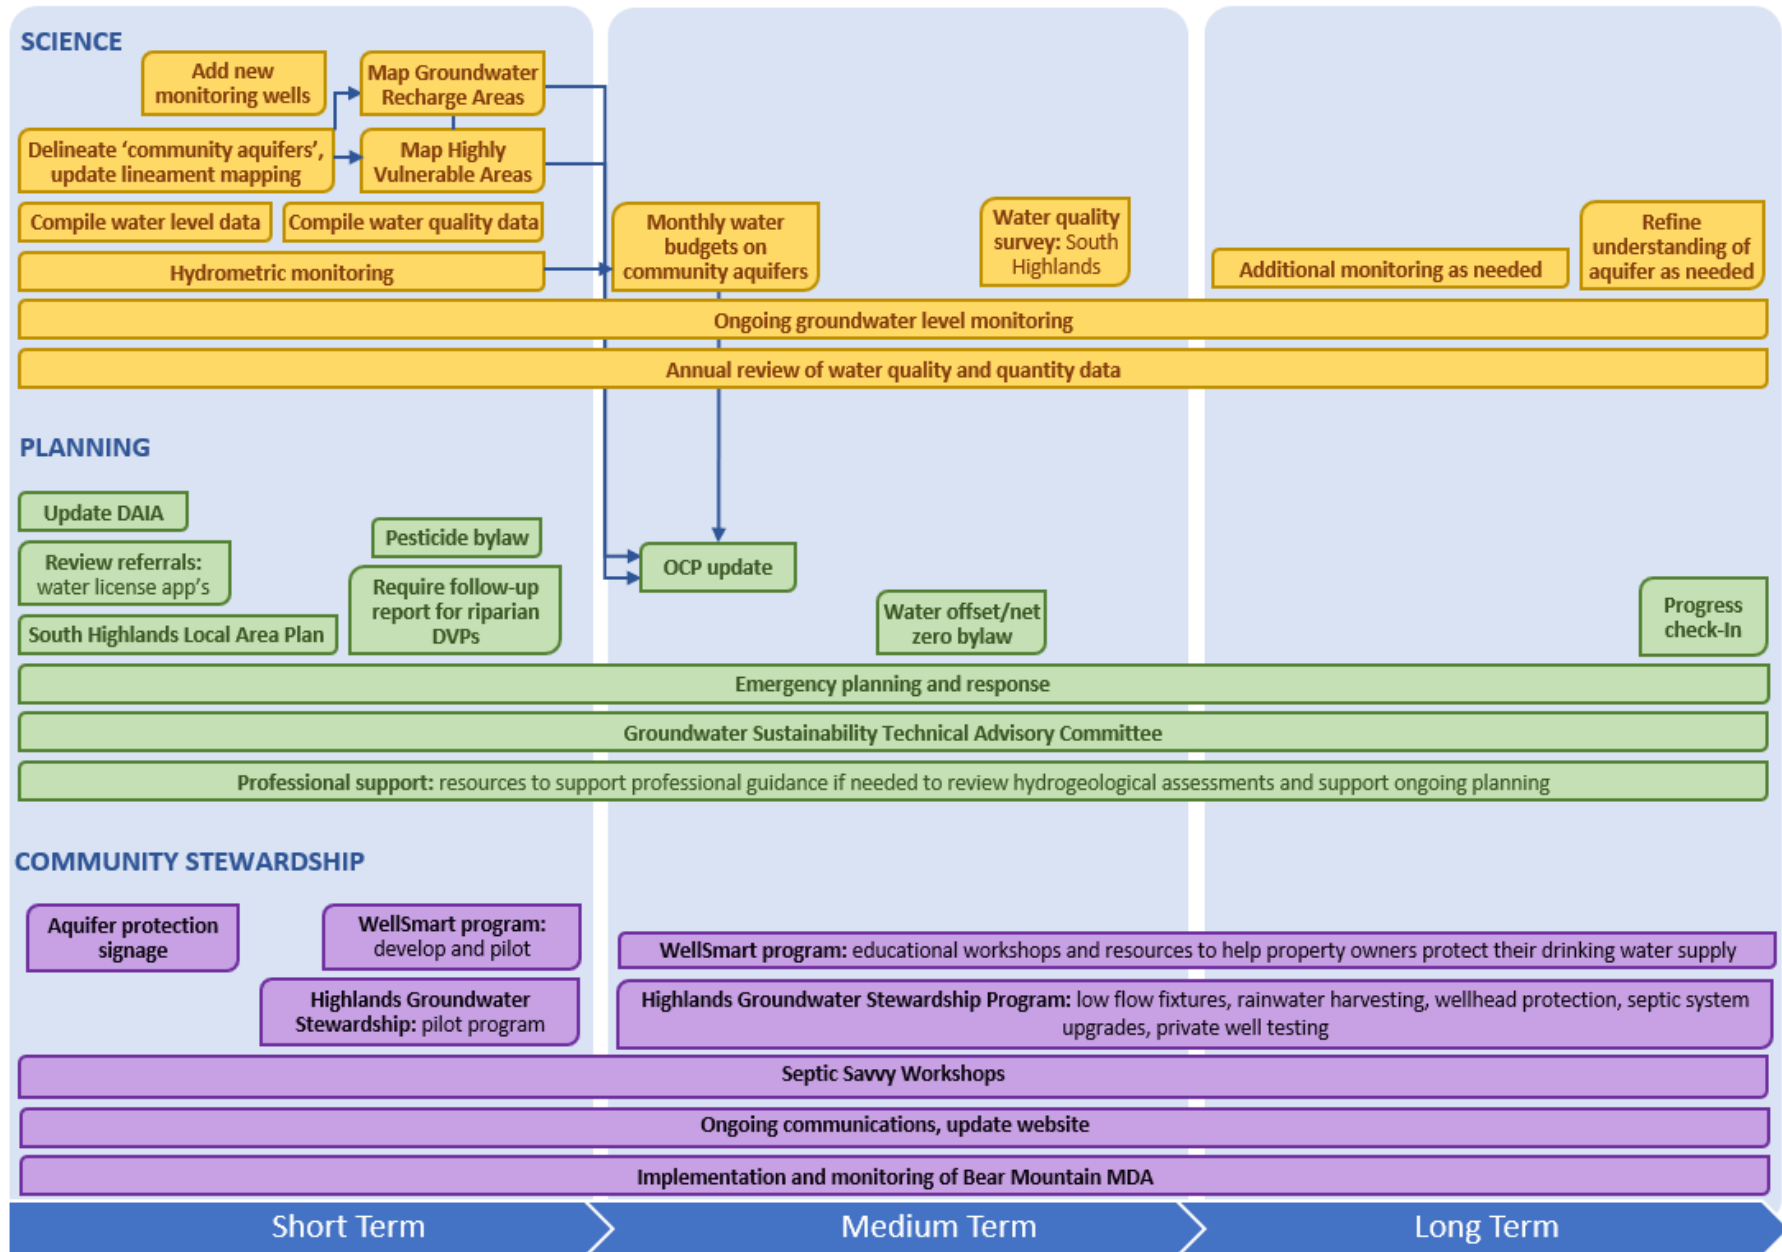 SCIENCE
Add new
monitoring wells
Map Groundwater
Recharge Areas
Delineate ‘community aquifers’,
update lineament mapping
Map Highly
Vulnerable Areas
Compile water level data
Compile water quality data
Hydrometric monitoring
Monthly water
budgets on
community aquifers
Water quality
survey: South
Highlands
Additional monitoring as needed
Refine
understanding of
aquifer as needed
Ongoing groundwater level monitoring
Annual review of water quality and quantity data
PLANNING
Update DAIA
Review referrals:
water license app’s
South Highlands Local Area Plan
Pesticide bylaw
Require follow-up
report for riparian
DVPs
OCP update
Water offset/net
zero bylaw
Progress
check-In
Emergency planning and response
Groundwater Sustainability Technical Advisory Committee
Professional support: resources to support professional guidance if needed to review hydrogeological assessments and support ongoing planning
COMMUNITY STEWARDSHIP
Aquifer protection
signage
WellSmart program:
develop and pilot
Highlands Groundwater
Stewardship: pilot program
WellSmart program: educational workshops and resources to help property owners protect their drinking water supply
Highlands Groundwater Stewardship Program: low flow fixtures, rainwater harvesting, wellhead protection, septic system
upgrades, private well testing
Septic Savvy Workshops
Ongoing communications, update website
Implementation and monitoring of Bear Mountain MDA
Short Term
Medium Term
Long Term